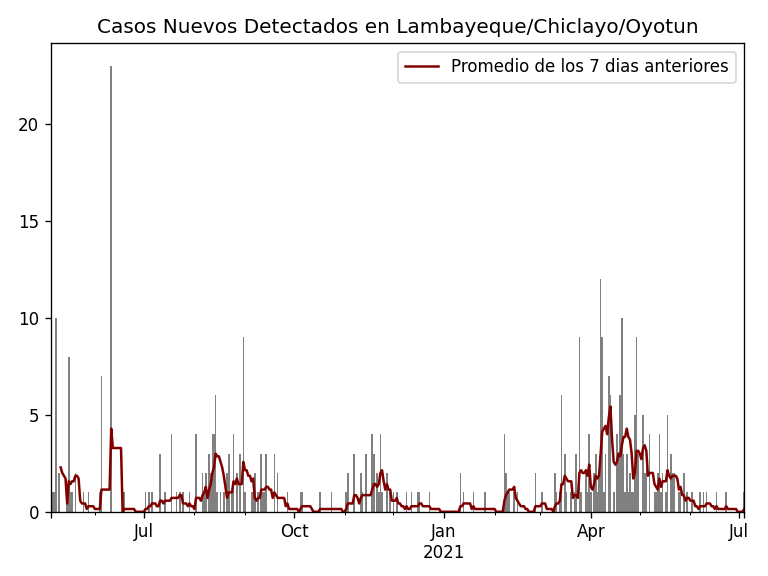 Casos Nuevos Detectados en Lambayeque/Chiclayo/Oyotun
Promedio de los 7 dias anteriores
20
15
10
5
0
Jul
Oct
Jan
2021
Apr
Jul